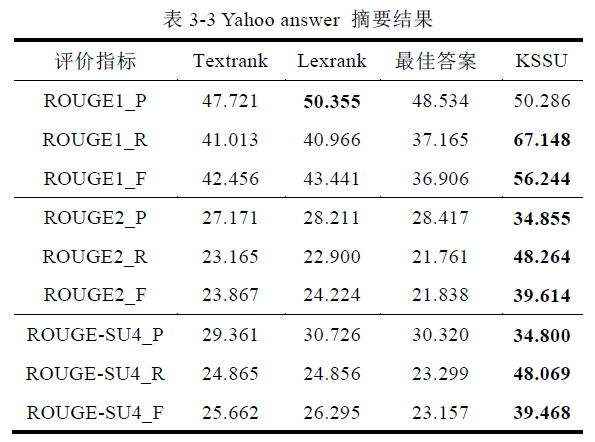 表 3-3 Yahoo answer 摘要结果
评价指标 Textrank Lexrank 最佳答案 KSSU
ROUGE1_P 47.721 50.355 48.534 50.286
ROUGE1_R 41.013 40.966 37.165 67.148
ROUGE1_F 42.456 43.441 36.906 56.244
ROUGE2_P 27.171 28.211 28.417 34.855
ROUGE2_R 23.165 22.900 21.761 48.264
ROUGE2_F 23.867 24.224 21.838 39.614
ROUGE-SU4_P 29.361 30.726 30.320 34.800
ROUGE-SU4_R 24.865 24.856 23.299 48.069
ROUGE-SU4_F 25.662 26.295 23.157 39.468